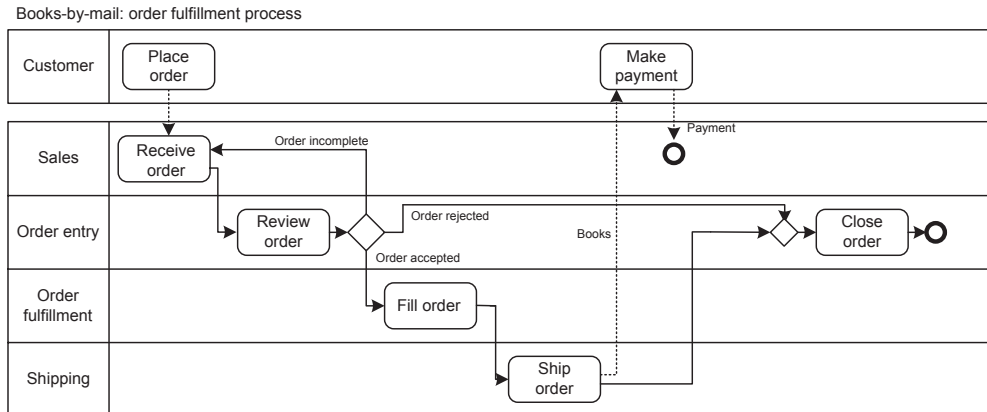 Books-by-mail: order fulfillment process
Customer
Place
order
Make
payment
Payment
Sales
Receive
order
Order incomplete
Order entry
Review
order
Order rejected
Books
Close
order
Order accepted
Order
fulfillment
Fill order
Shipping
Ship
order